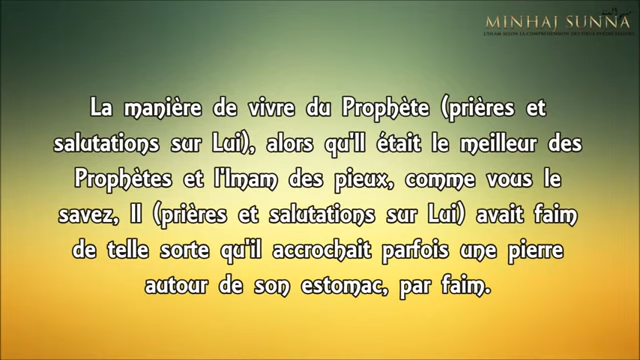 MINHAJ SUNNA
La manière de vivre du Prophète (prières et
salutations sur Lui), alors qu'Il était le meilleur des
Prophètes et l'Imam des pieux, comme vous le
savez, Il (prières et salutations sur Lui) avait faim
de telle sorte qu'il accrochait parfois une pierre
autour de son estomac, par faim.